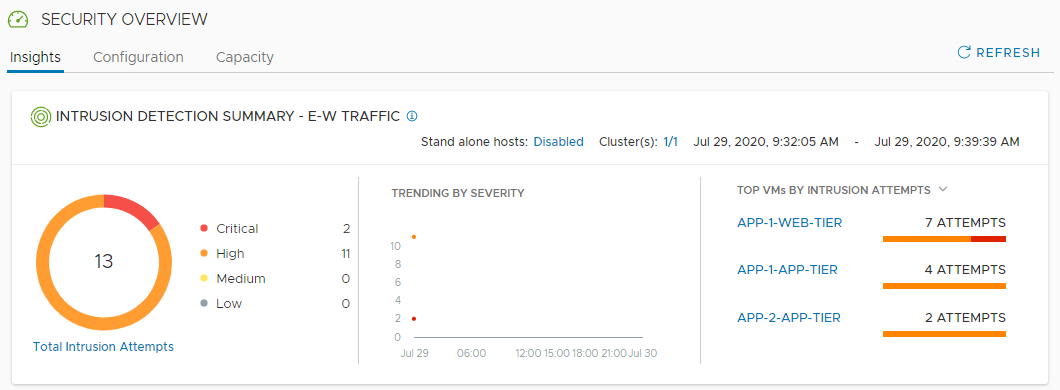 SECURITY OVERVIEW
Insights Configuration Capacity
REFRESH
INTRUSION DETECTION SUMMARY - E-W TRAFFIC
Stand alone hosts: Disabled Cluster(s): 1/1 Jul 29, 2020, 9:32:05 AM - Jul 29, 2020, 9:39:39 AM
13
Total Intrusion Attempts
Critical 2
High 11
Medium 0
Low 0
TRENDING BY SEVERITY
10
8
6
4
2
0
Jul 29 06:00 12:00 15:00 18:00 21:00 Jul 30
TOP VMs BY INTRUSION ATTEMPTS
APP-1-WEB-TIER 7 ATTEMPTS
APP-1-APP-TIER 4 ATTEMPTS
APP-2-APP-TIER 2 ATTEMPTS